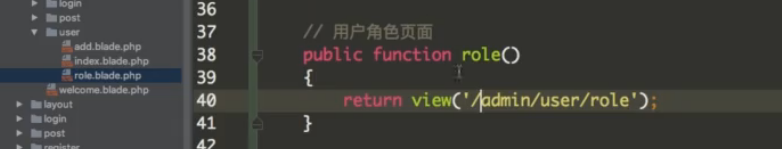 login
post
user
add.blade.php
index.blade.php
role.blade.php
welcome.blade.php
layout
login
post
register
36
37 // 用户角色页面
38 public function role()
39 {
40 return view('/admin/user/role');
41 }
42